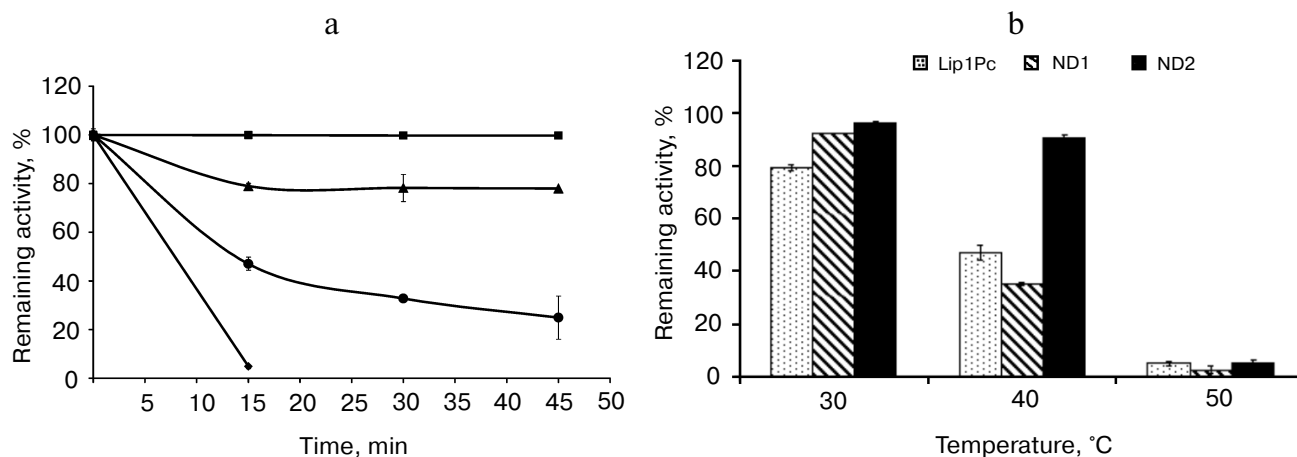 a
Remaining activity, %
120
100
80
60
40
20
0
5 10 15 20 25 30 35 40 45 50
Time, min
b
Lip1Pc ND1 ND2
Remaining activity, %
120
100
80
60
40
20
0
30 40 50
Temperature, °C